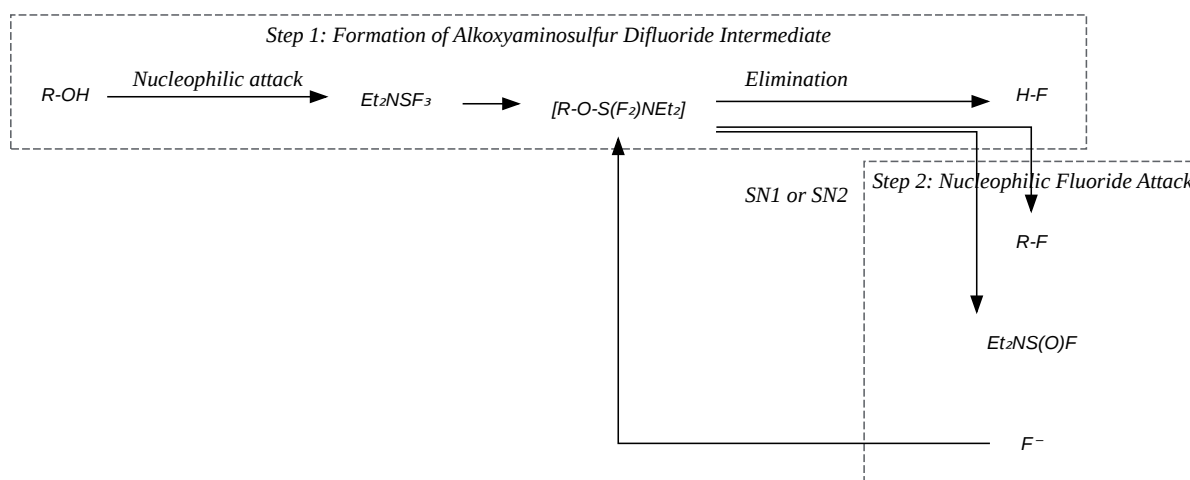 Step 1: Formation of Alkoxyaminosulfur Difluoride Intermediate
Nucleophilic attack
Elimination
R-OH
Et₂NSF₃
[R-O-S(F₂)NEt₂]
H-F
SN1 or SN2
Step 2: Nucleophilic Fluoride Attack
R-F
Et₂NS(O)F
F⁻